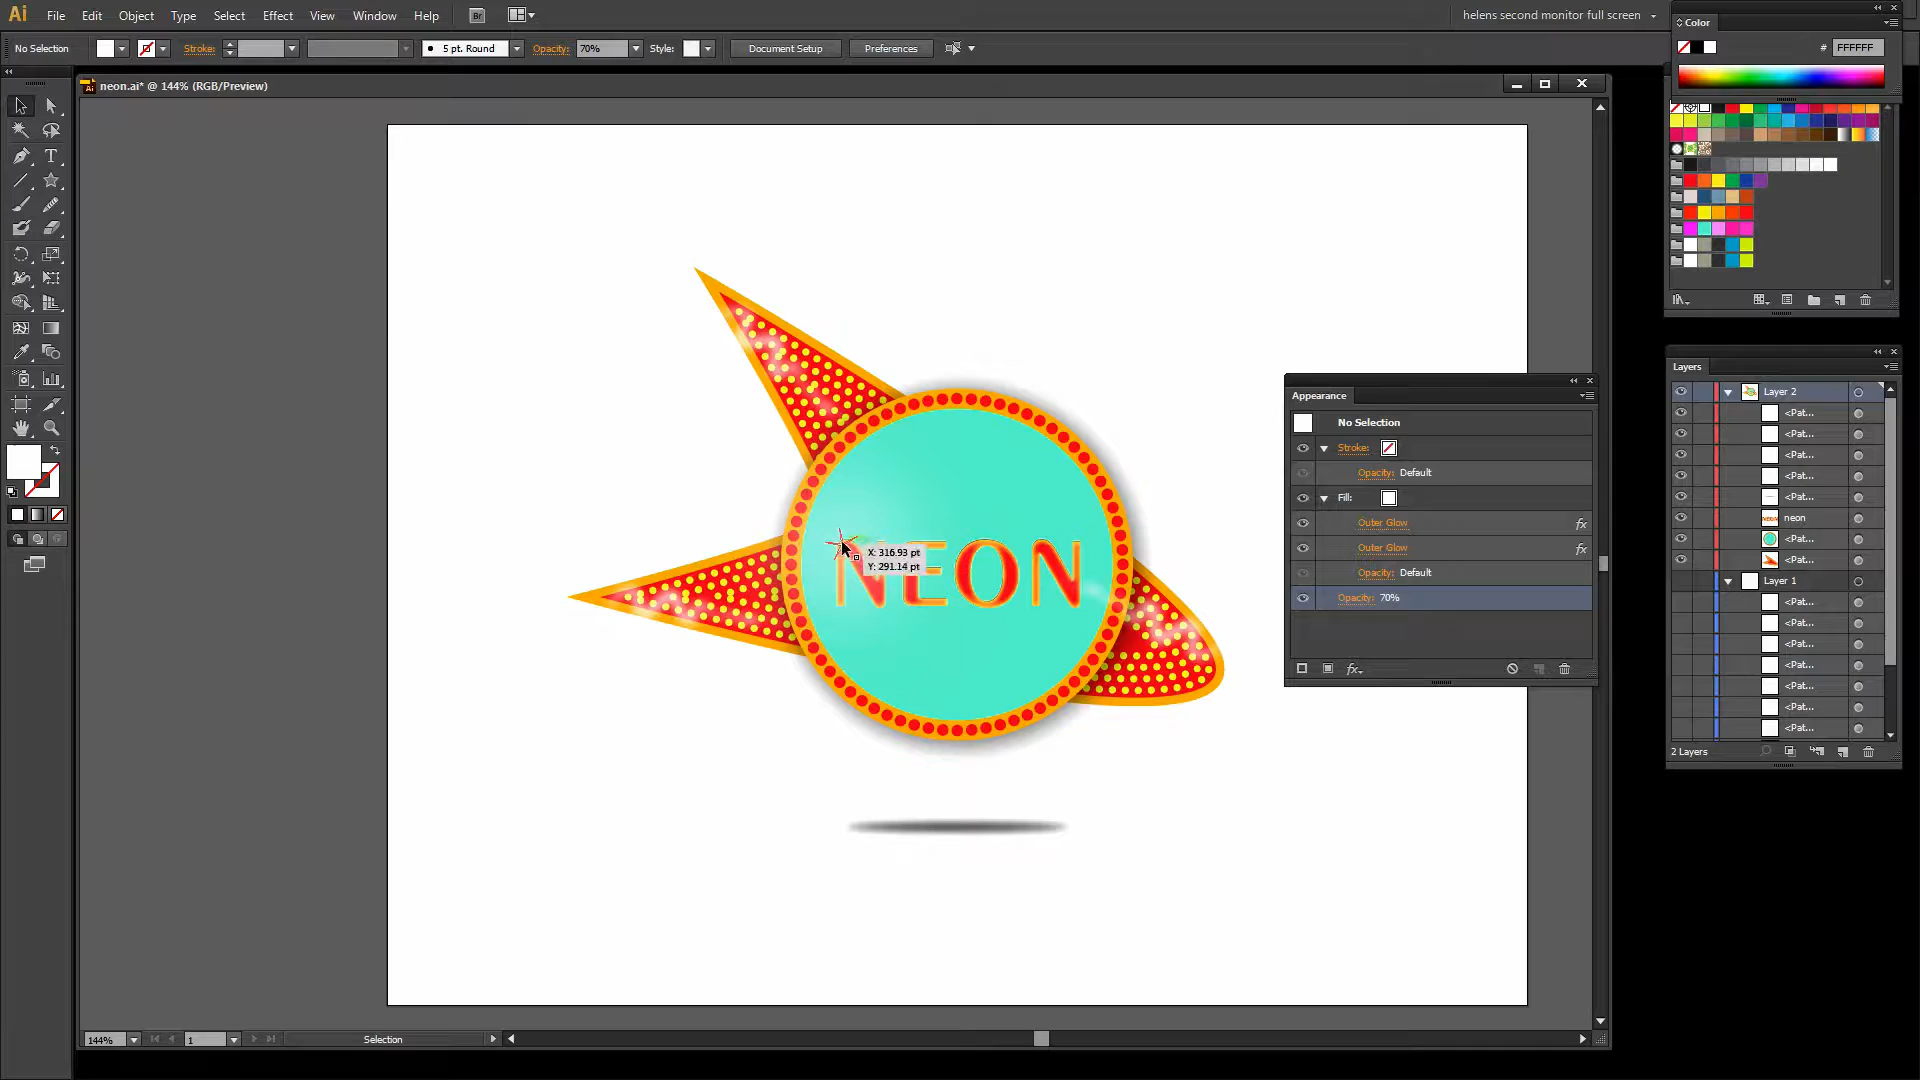 Ai File Edit Object Type Select Effect View Window Help Br helens second monitor full screen
No Selection Stroke: 5 pt. Round Opacity: 70% Style: Document Setup Preferences
neon.ai* @ 144% (RGB/Preview)
Color
# FFFFFF
NEON
X: 316.93 pt
Y: 291.14 pt
Appearance
No Selection
Stroke:
Opacity: Default
Fill:
Outer Glow fx
Outer Glow fx
Opacity: Default
Opacity: 70%
fx
Layers
Layer 2
<Pat...
<Pat...
<Pat...
<Pat...
<Pat...
neon
<Pat...
<Pat...
Layer 1
<Pat...
<Pat...
<Pat...
<Pat...
<Pat...
<Pat...
<Pat...
2 Layers
144% 1 Selection